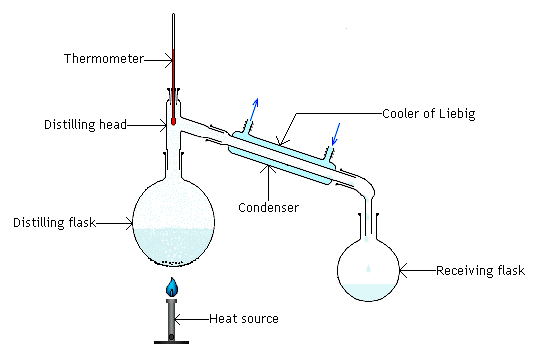 Thermometer
Cooler of Liebig
Distilling head
Condenser
Distilling flask
Receiving flask
Heat source